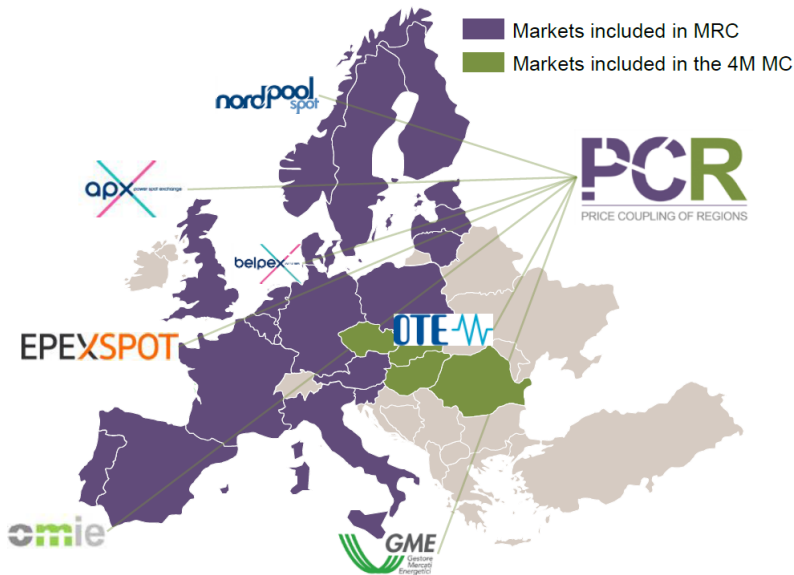 Markets included in MRC
Markets included in the 4M MC
nord pool
spot
PCR
PRICE COUPLING OF REGIONS
apx power spot exchange
belpex
OTE
EPEXSPOT
omie
GME
Gestore
Mercati
Energetici